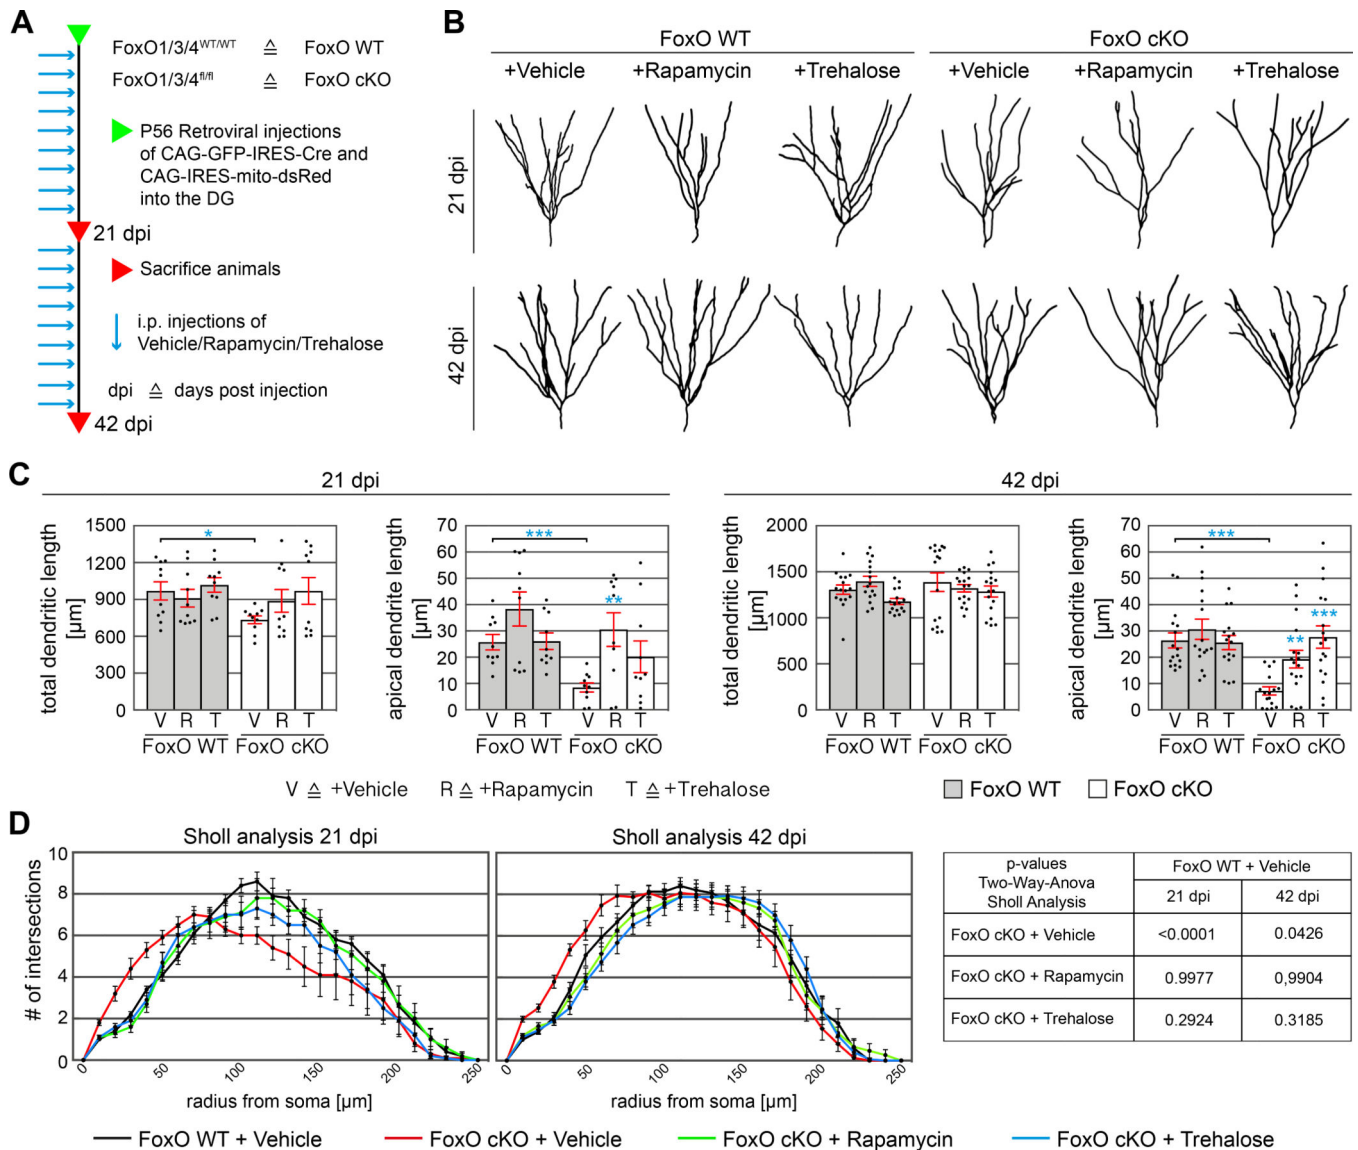 A
FoxO1/3/4WT/WT ≙ FoxO WT
FoxO1/3/4fl/fl ≙ FoxO cKO
P56 Retroviral injections
of CAG-GFP-IRES-Cre and
CAG-IRES-mito-dsRed
into the DG
21 dpi
Sacrifice animals
i.p. injections of
Vehicle/Rapamycin/Trehalose
dpi ≙ days post injection
42 dpi
B
FoxO WT
FoxO cKO
+Vehicle +Rapamycin +Trehalose +Vehicle +Rapamycin +Trehalose
21 dpi
42 dpi
C
21 dpi
total dendritic length
[µm]
1500
1200
900
600
300
0
*
V R T V R T
FoxO WT FoxO cKO
apical dendrite length
[µm]
70
60
50
40
30
20
10
0
***
**
V R T V R T
FoxO WT FoxO cKO
42 dpi
total dendritic length
[µm]
2000
1500
1000
500
0
V R T V R T
FoxO WT FoxO cKO
apical dendrite length
[µm]
70
60
50
40
30
20
10
0
***
**
***
V R T V R T
FoxO WT FoxO cKO
V ≙ +Vehicle R ≙ +Rapamycin T ≙ +Trehalose
FoxO WT FoxO cKO
D
Sholl analysis 21 dpi
# of intersections
10
8
6
4
2
0
0 50 100 150 200 250
radius from soma [µm]
Sholl analysis 42 dpi
0 50 100 150 200 250
radius from soma [µm]
p-values
Two-Way-Anova
Sholl Analysis
FoxO WT + Vehicle
21 dpi 42 dpi
FoxO cKO + Vehicle <0.0001 0.0426
FoxO cKO + Rapamycin 0.9977 0,9904
FoxO cKO + Trehalose 0.2924 0.3185
FoxO WT + Vehicle FoxO cKO + Vehicle FoxO cKO + Rapamycin FoxO cKO + Trehalose